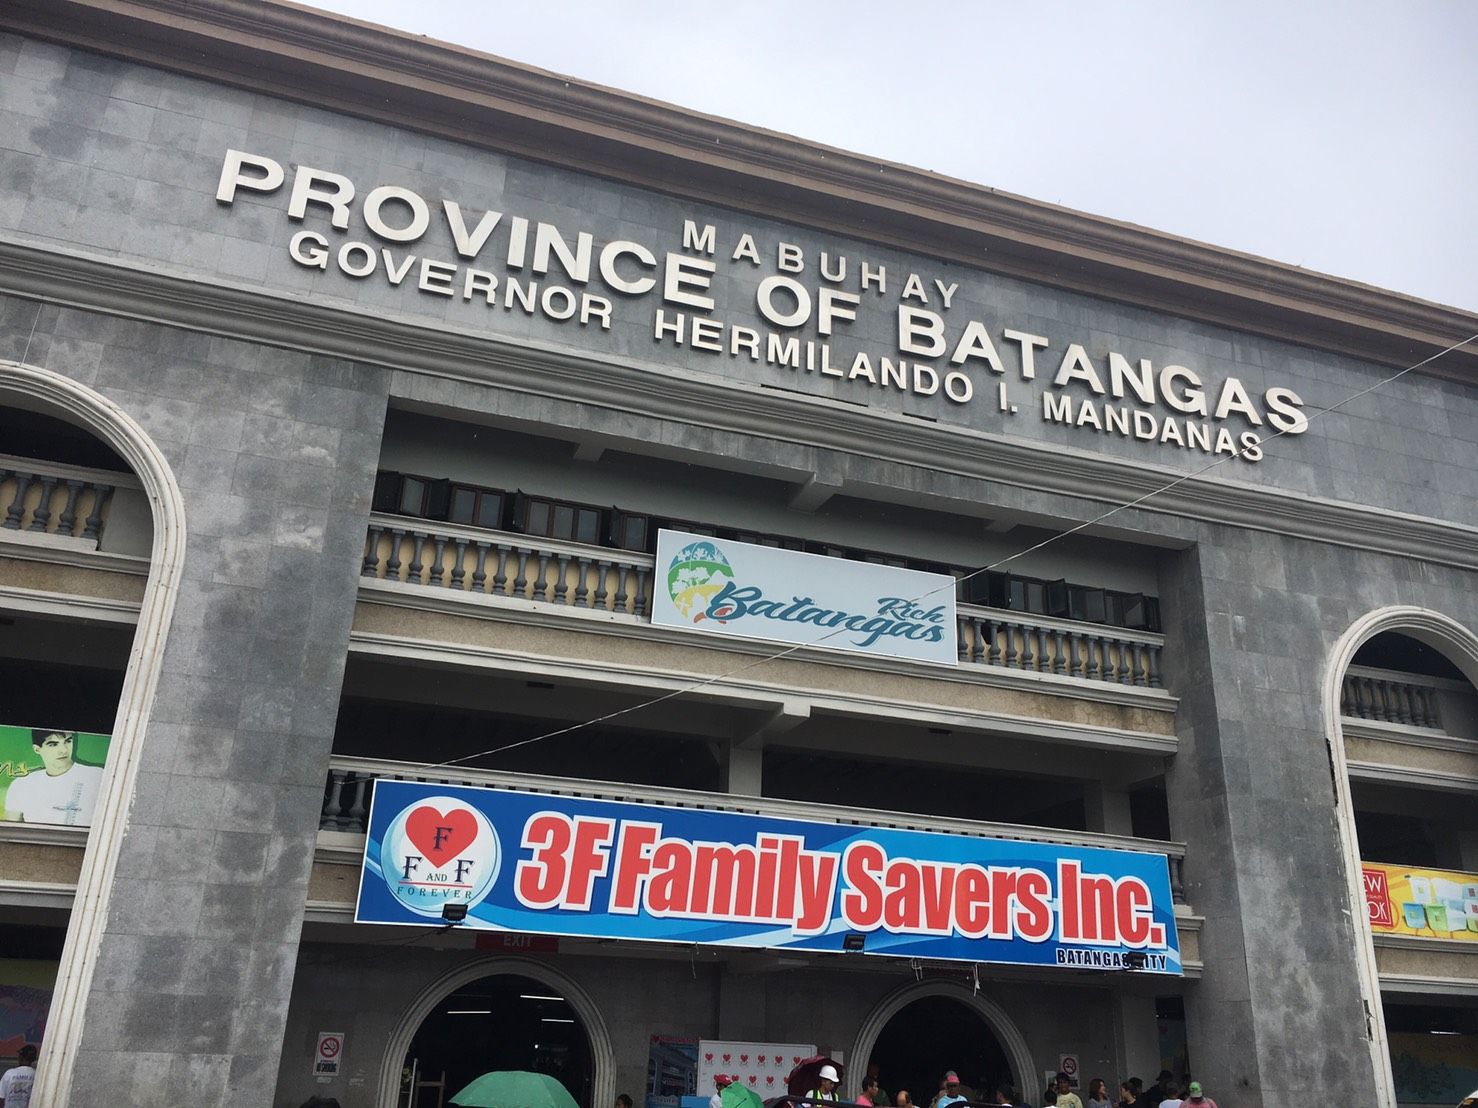 MABUHAY
PROVINCE OF BATANGAS
GOVERNOR HERMILANDO I. MANDANAS
Rich
Batangas
F
F F
AND
FOREVER
3F Family Savers Inc.
BATANGAS CITY
EXIT